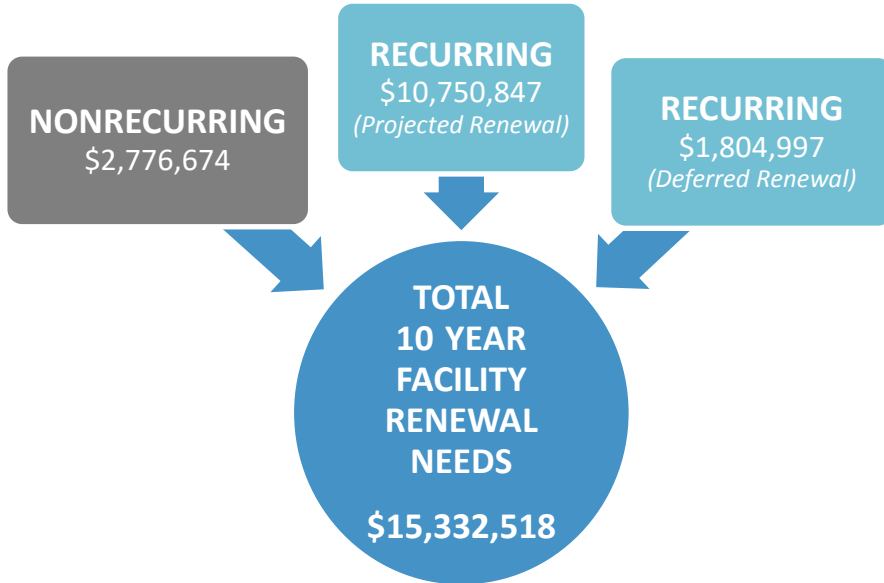 NONRECURRING
$2,776,674
RECURRING
$10,750,847
(Projected Renewal)
RECURRING
$1,804,997
(Deferred Renewal)
TOTAL
10 YEAR
FACILITY
RENEWAL
NEEDS
$15,332,518